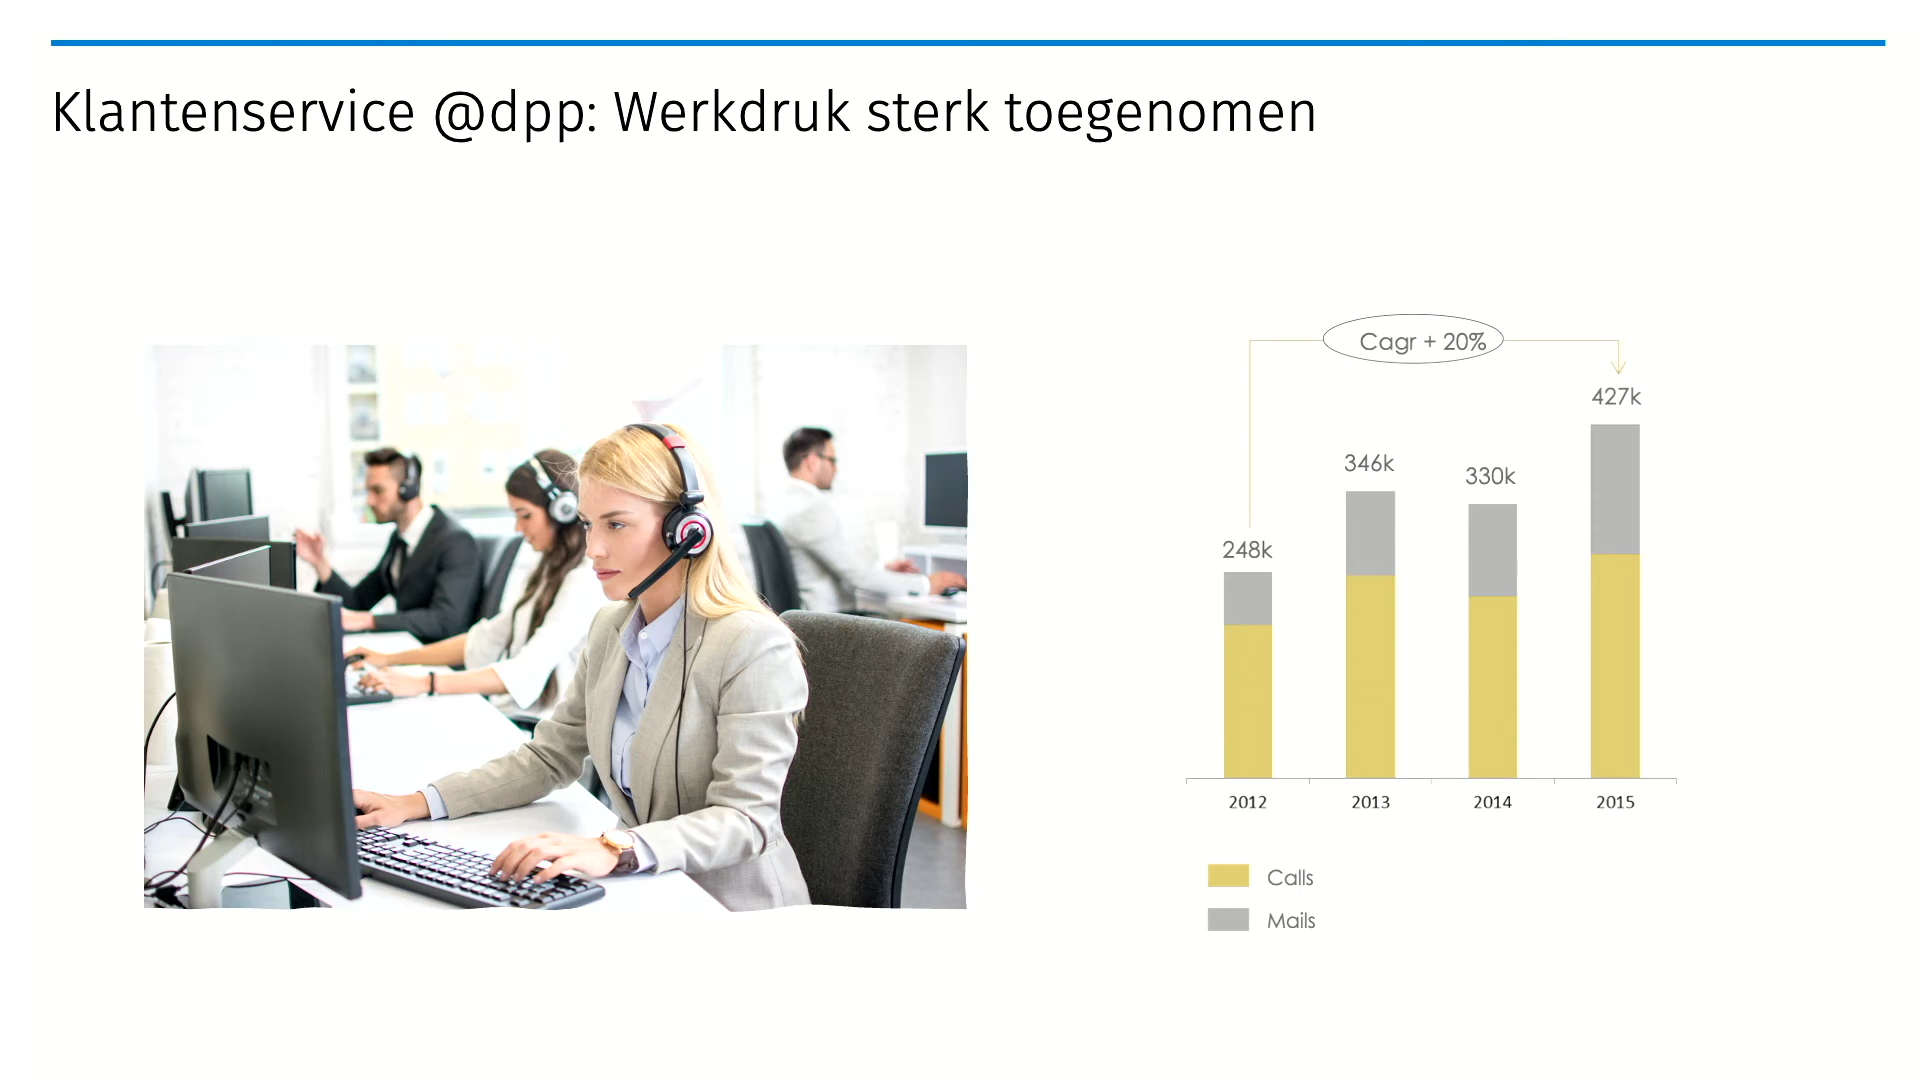 Klantenservice @dpp: Werkdruk sterk toegenomen
Cagr + 20%
427k
346k
330k
248k
2012
2013
2014
2015
Calls
Mails